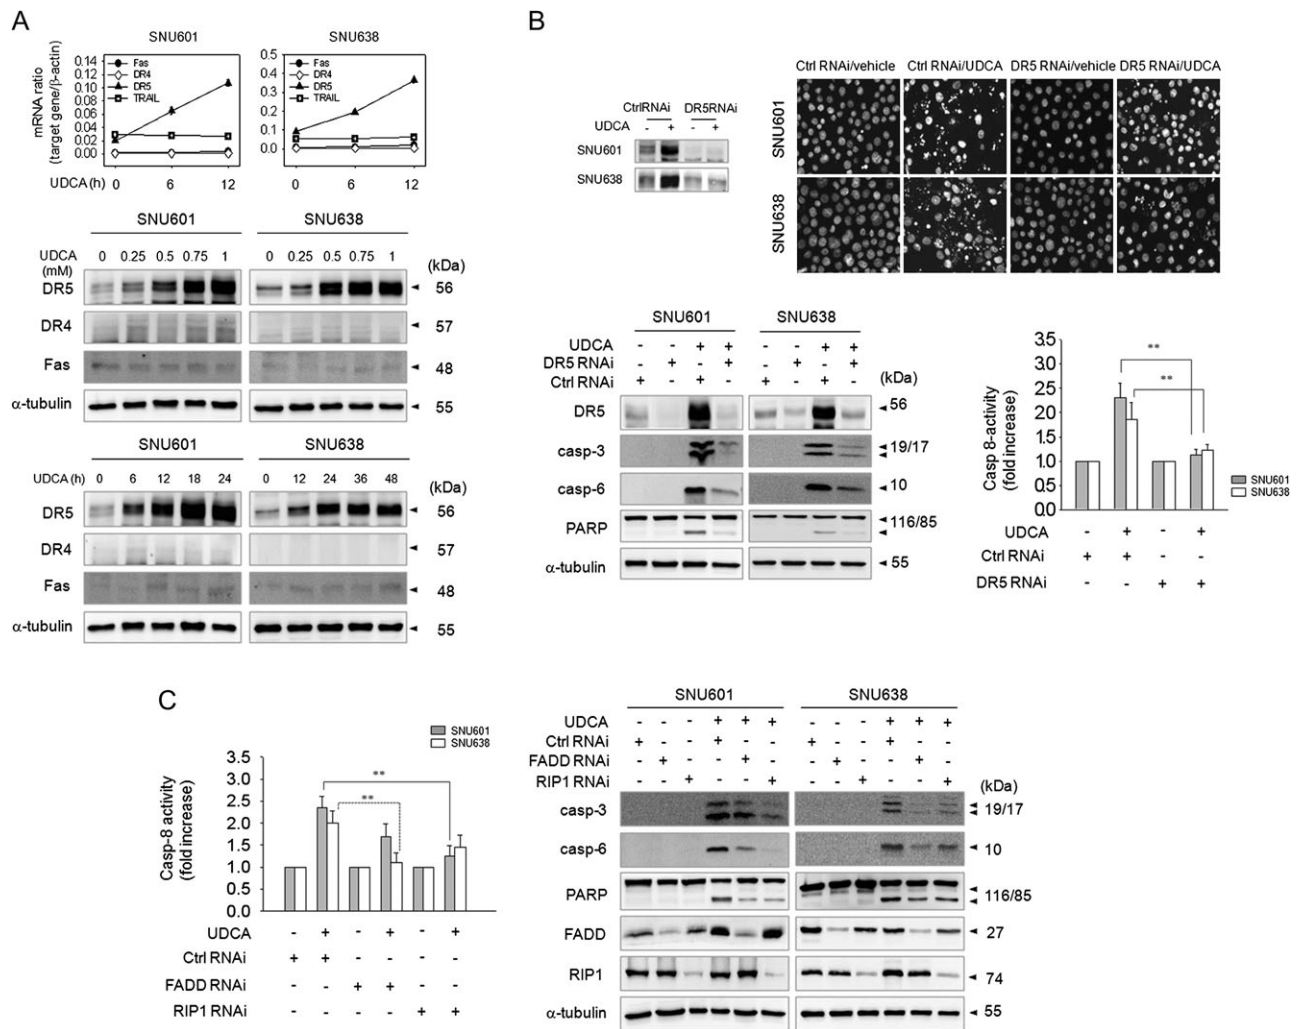 A
SNU601 SNU638
mRNA ratio
(target gene/β-actin)
0.14
0.12
0.10
0.08
0.06
0.04
0.02
0.00
Fas
DR4
DR5
TRAIL
0.5
0.4
0.3
0.2
0.1
0.0
Fas
DR4
DR5
TRAIL
UDCA (h) 0 6 12 0 6 12
SNU601 SNU638
UDCA (mM) 0 0.25 0.5 0.75 1 0 0.25 0.5 0.75 1 (kDa)
DR5 56
DR4 57
Fas 48
α-tubulin 55
SNU601 SNU638
UDCA (h) 0 6 12 18 24 0 12 24 36 48 (kDa)
DR5 56
DR4 57
Fas 48
α-tubulin 55
B
CtrlRNAi DR5RNAi
UDCA - + - +
SNU601
SNU638
Ctrl RNAi/vehicle Ctrl RNAi/UDCA DR5 RNAi/vehicle DR5 RNAi/UDCA
SNU601
SNU638
SNU601 SNU638
UDCA - - + + - - + +
DR5 RNAi - + - + - + - +
Ctrl RNAi + - + - + - + - (kDa)
DR5 56
casp-3 19/17
casp-6 10
PARP 116/85
α-tubulin 55
Casp 8-activity
(fold increase)
3.5
3.0
2.5
2.0
1.5
1.0
0.5
0.0
**
**
SNU601
SNU638
UDCA - + - +
Ctrl RNAi + + - -
DR5 RNAi - - + +
C
SNU601
SNU638
Casp-8 activity
(fold increase)
3.5
3.0
2.5
2.0
1.5
1.0
0.5
0.0
**
**
UDCA - + - + - +
Ctrl RNAi + + - - - -
FADD RNAi - - + + - -
RIP1 RNAi - - - - + +
SNU601 SNU638
UDCA - - - + + + - - - + + +
Ctrl RNAi + - - + - - + - - + - -
FADD RNAi - + - - + - - + - - + -
RIP1 RNAi - - + - - + - - + - - + (kDa)
casp-3 19/17
casp-6 10
PARP 116/85
FADD 27
RIP1 74
α-tubulin 55